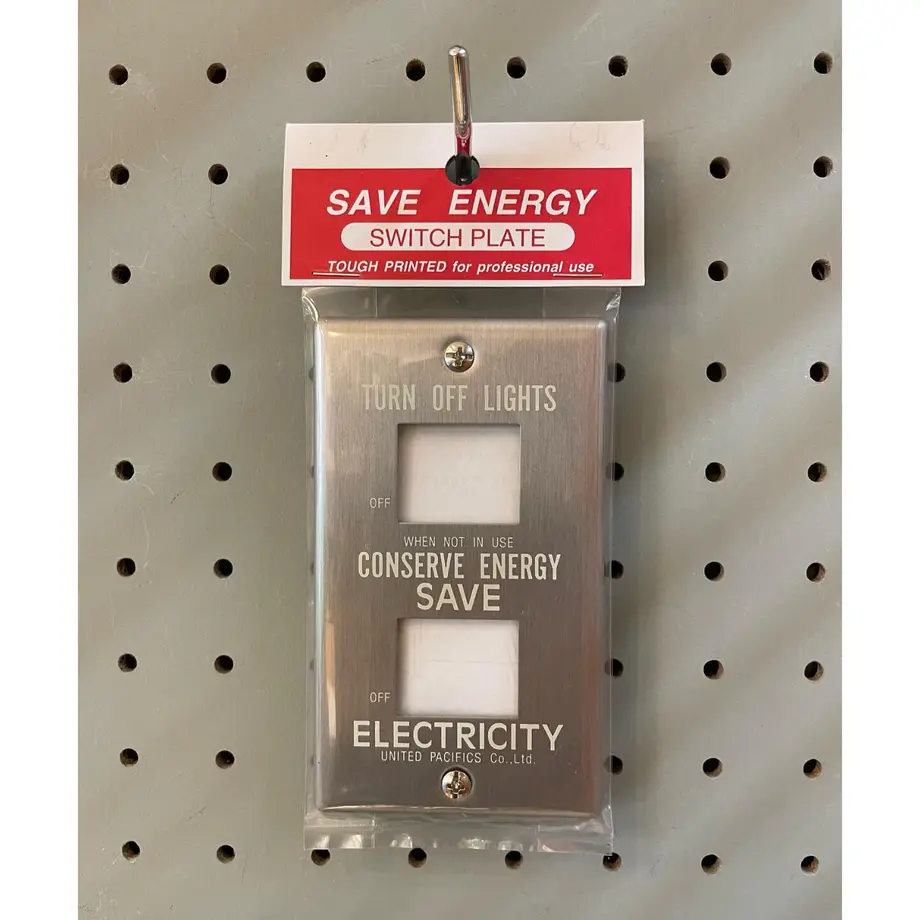 SAVE ENERGY
SWITCH PLATE
TOUGH PRINTED for professional use
TURN OFF LIGHTS
OFF
WHEN NOT IN USE
CONSERVE ENERGY
SAVE
OFF
ELECTRICITY
UNITED PACIFICS Co.,Ltd.